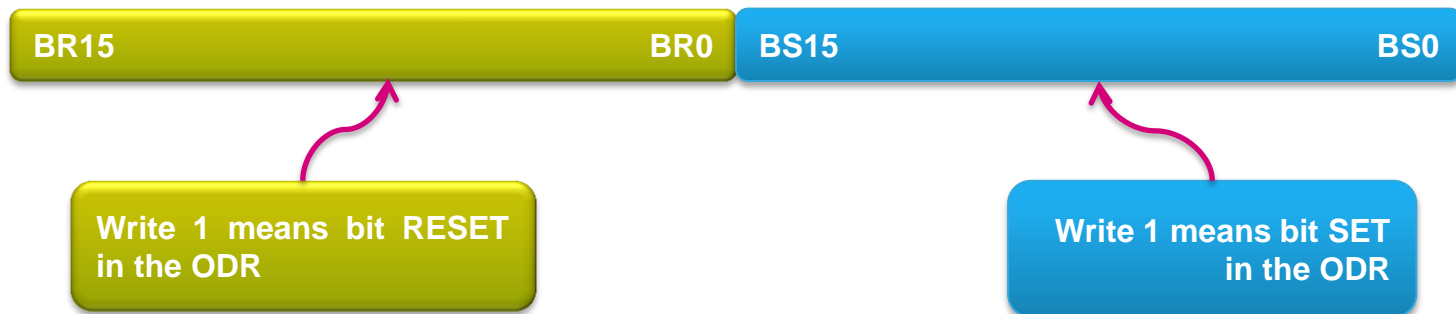 BR15 BR0 BS15 BS0
Write 1 means bit RESET
in the ODR
Write 1 means bit SET
in the ODR